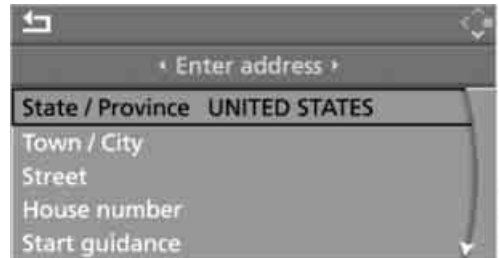 Enter address
State / Province UNITED STATES
Town / City
Street
House number
Start guidance